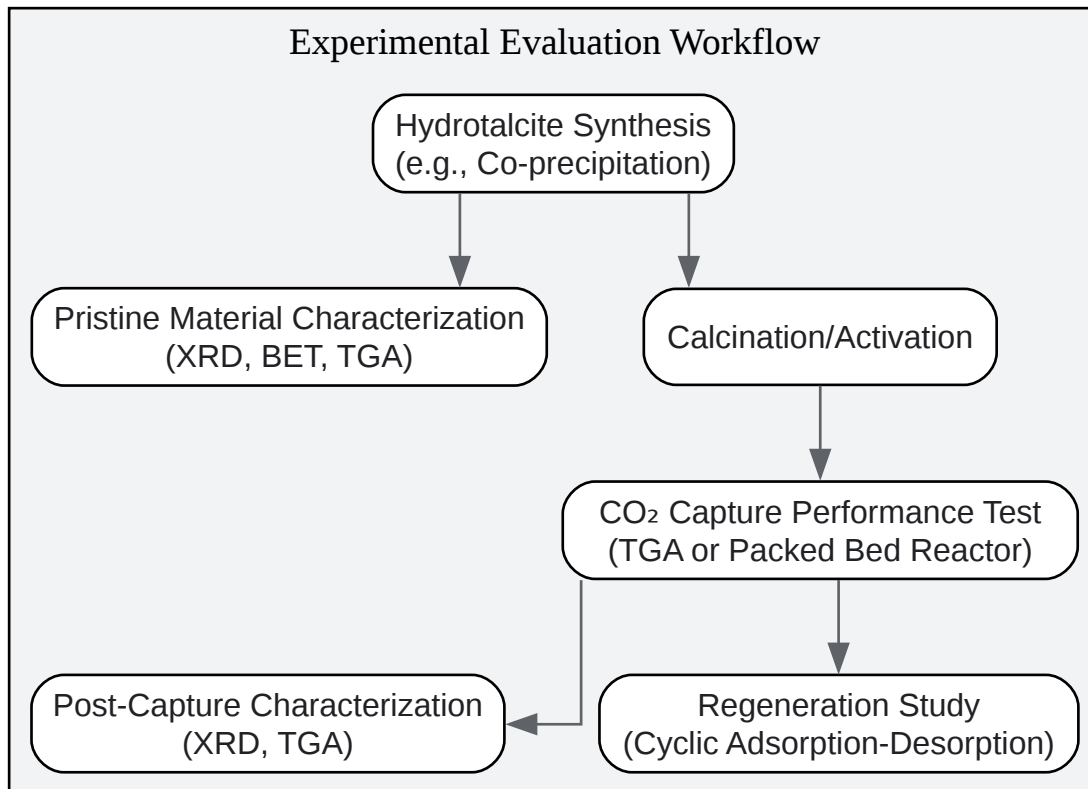 Experimental Evaluation Workflow
Hydrotalcite Synthesis
(e.g., Co-precipitation)
Pristine Material Characterization
(XRD, BET, TGA)
Calcination/Activation
CO₂ Capture Performance Test
(TGA or Packed Bed Reactor)
Post-Capture Characterization
(XRD, TGA)
Regeneration Study
(Cyclic Adsorption-Desorption)